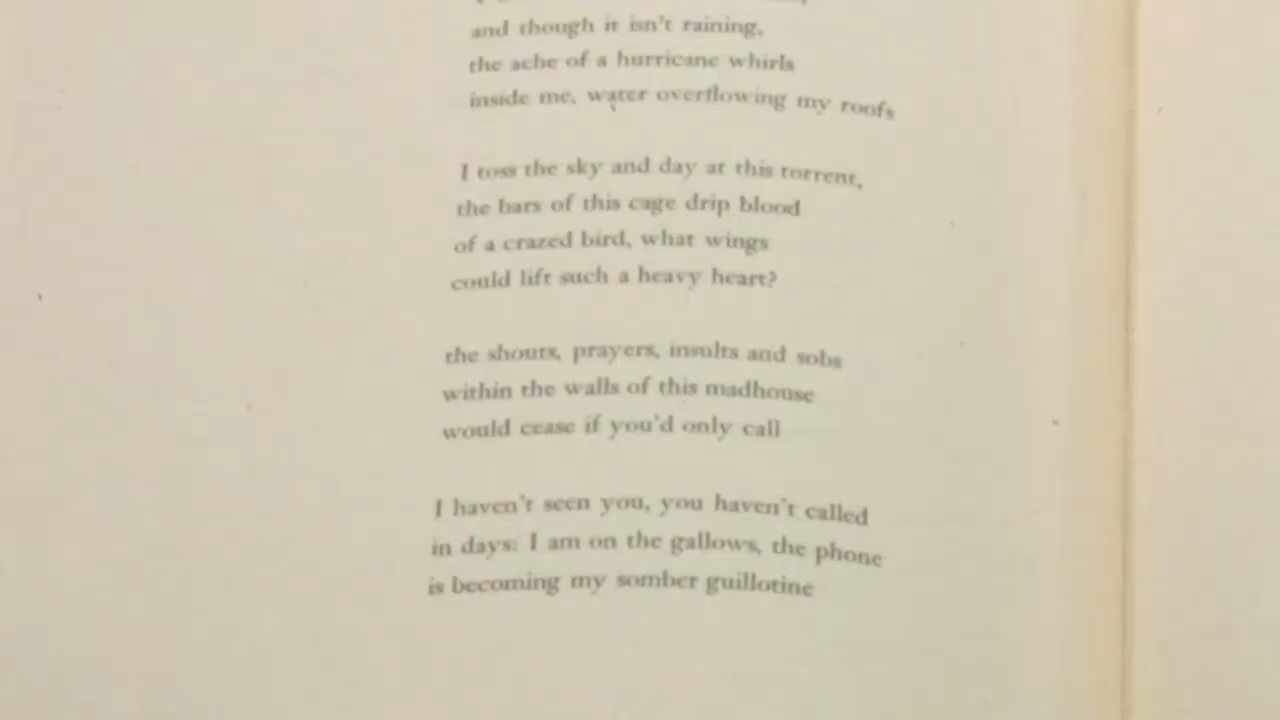 and though it isn't raining,
the ache of a hurricane whirls
inside me, water overflowing my roofs
I toss the sky and day at this torrent,
the bars of this cage drip blood
of a crazed bird, what wings
could lift such a heavy heart?
the shouts, prayers, insults and sobs
within the walls of this madhouse
would cease if you'd only call
I haven't seen you, you haven't called
in days: I am on the gallows, the phone
is becoming my somber guillotine